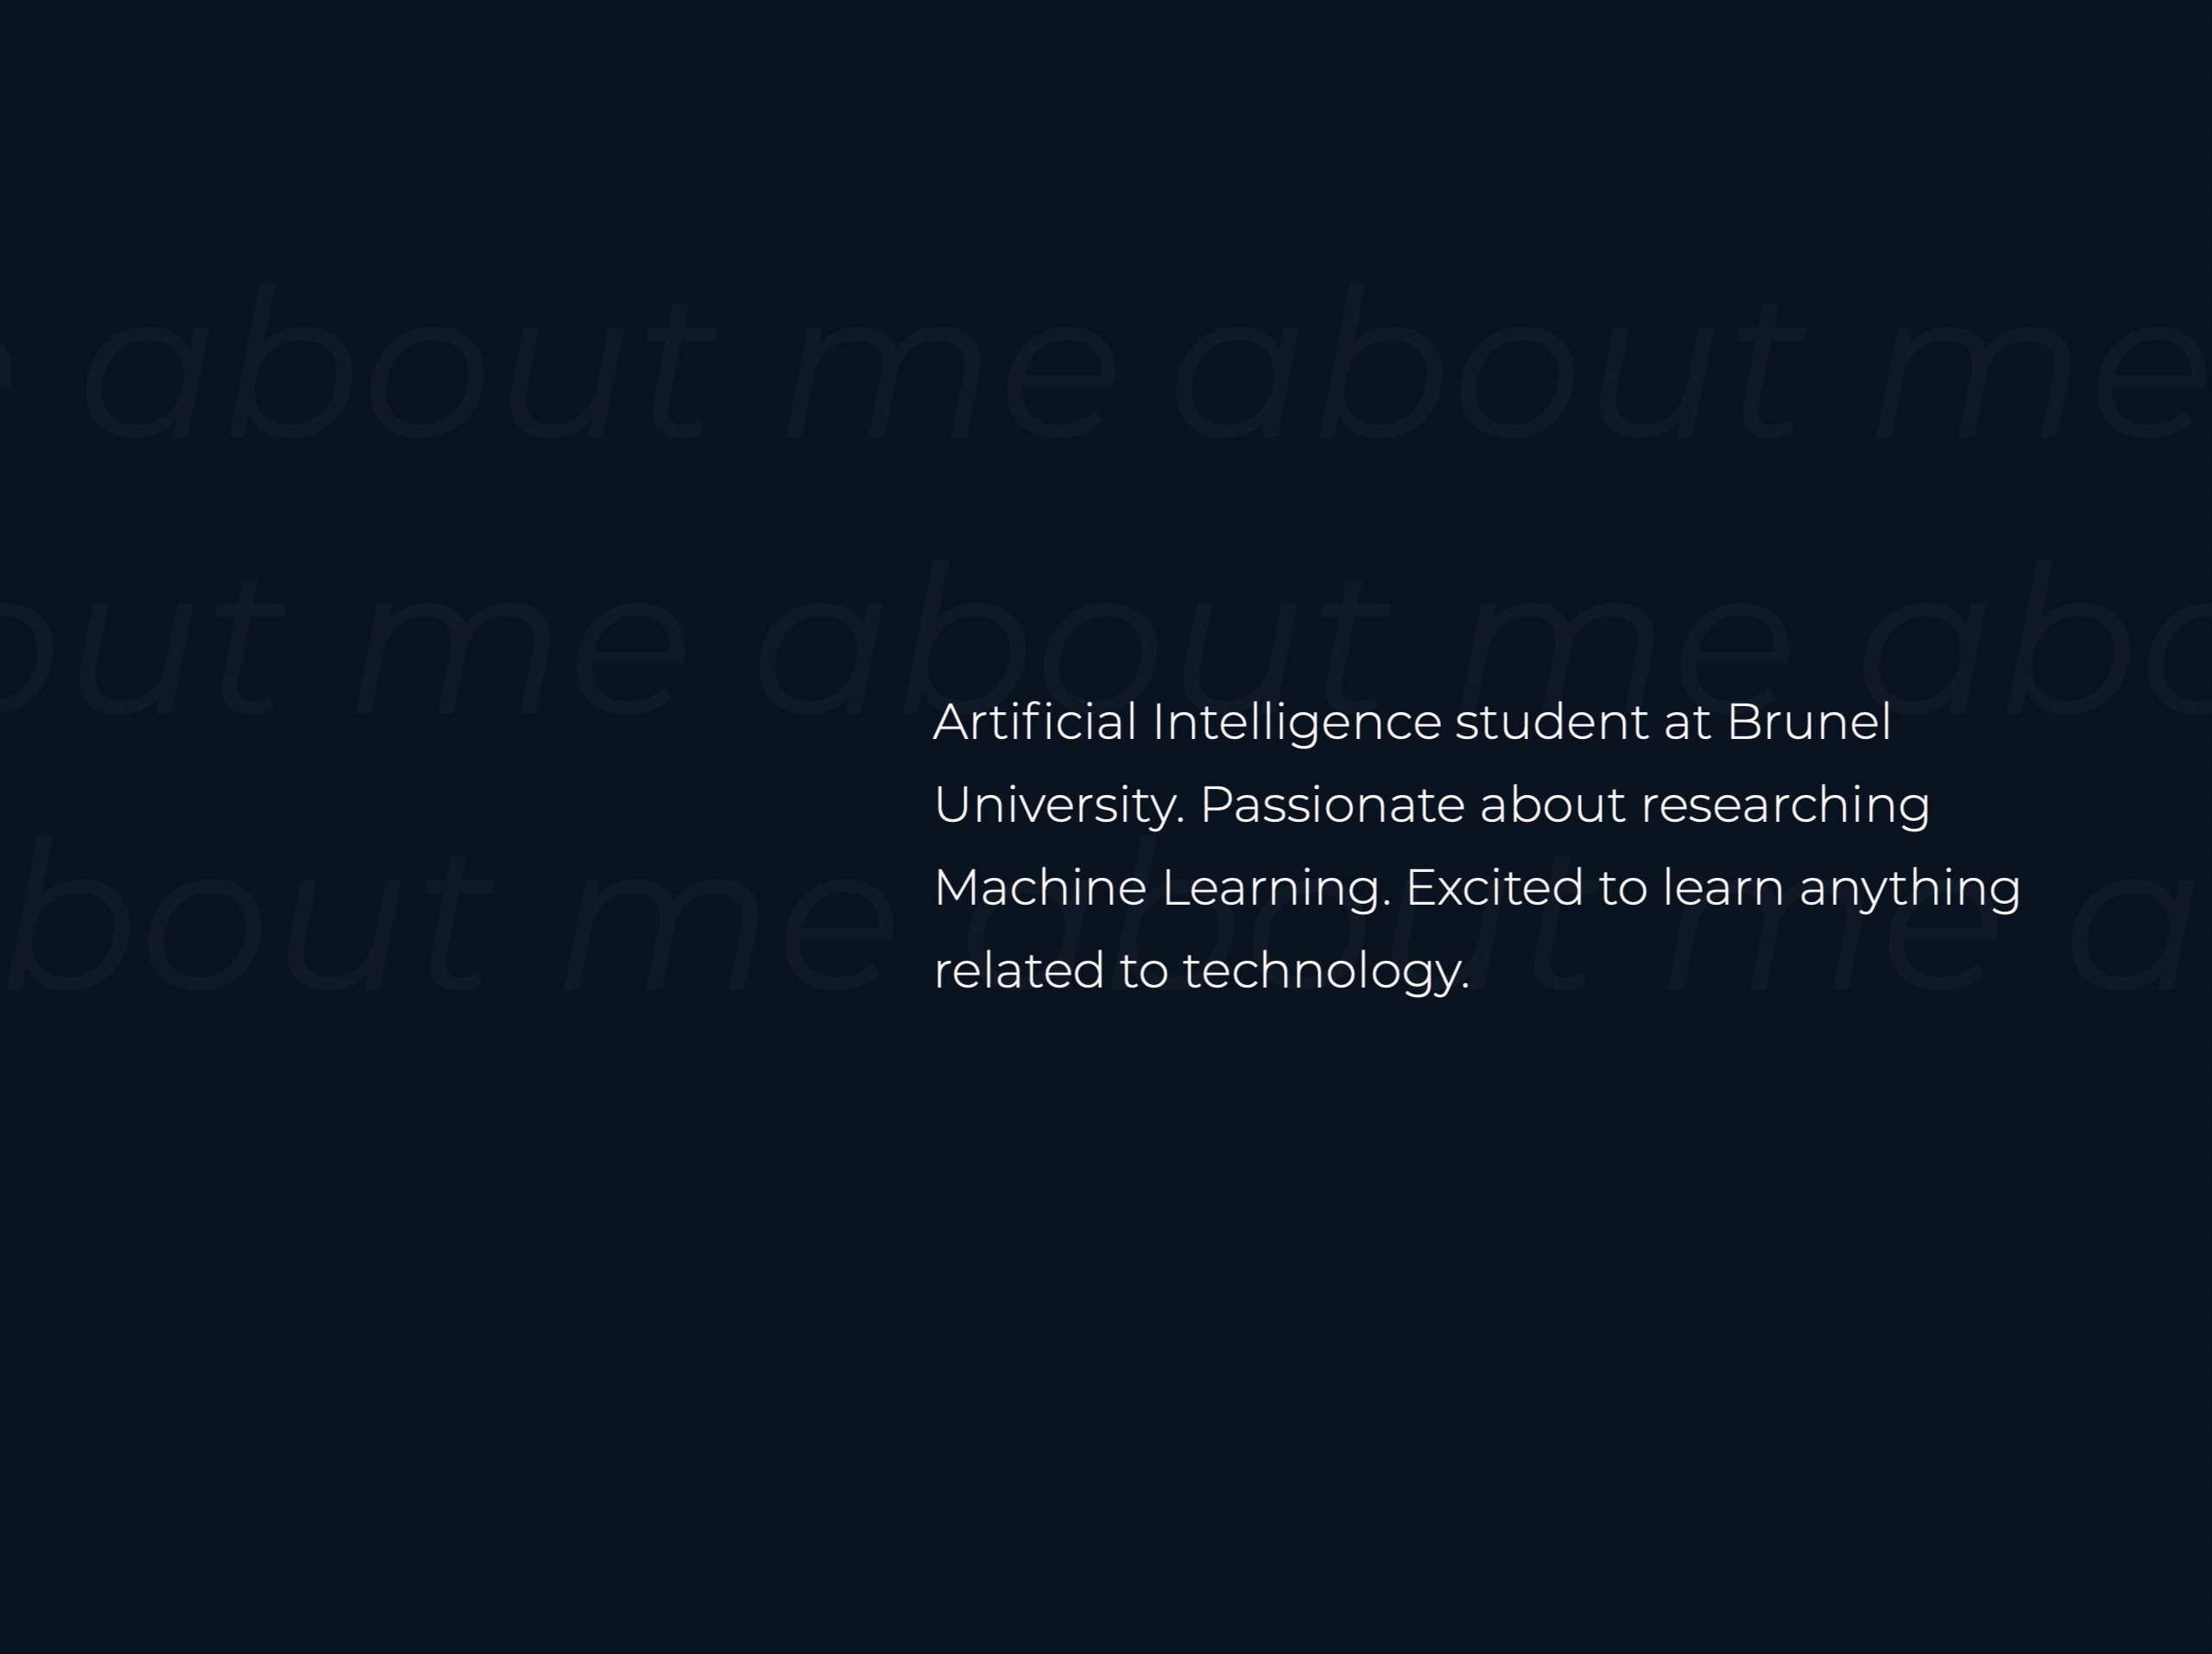 e about me about me
out me about me abo
Artificial Intelligence student at Brunel
University. Passionate about researching
bout me about me a
Machine Learning. Excited to learn anything
related to technology.